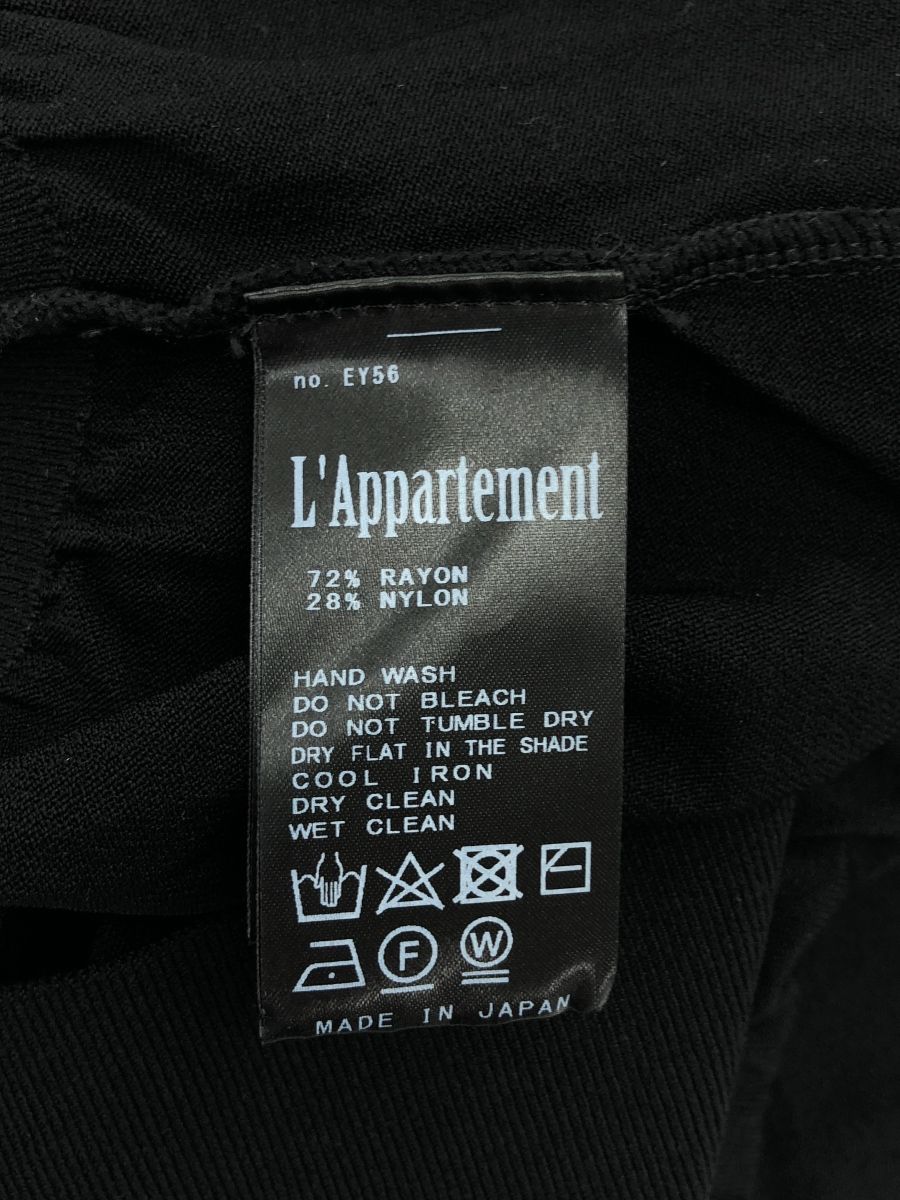 no. EY56
L'Appartement
72% RAYON
28% NYLON
HAND WASH
DO NOT BLEACH
DO NOT TUMBLE DRY
DRY FLAT IN THE SHADE
COOL IRON
DRY CLEAN
WET CLEAN
F W
MADE IN JAPAN